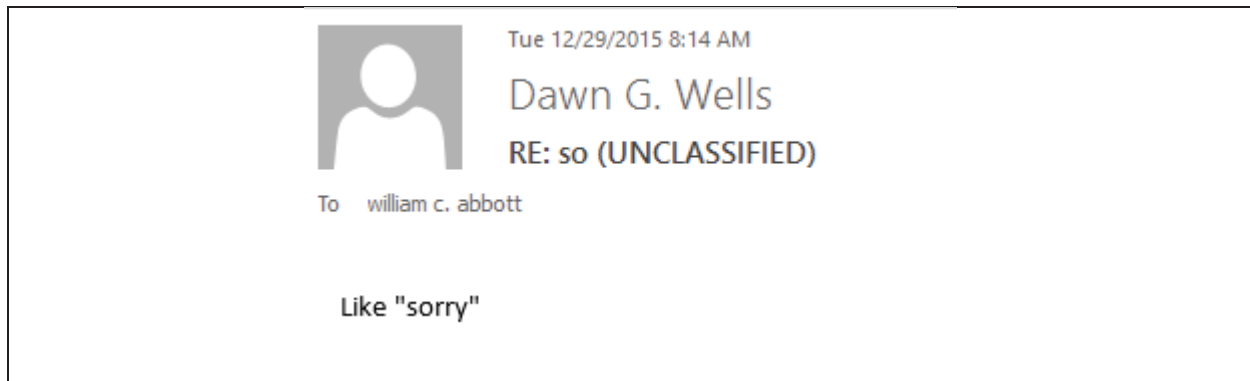 Tue 12/29/2015 8:14 AM
Dawn G. Wells
RE: so (UNCLASSIFIED)
To william c. abbott
Like "sorry"